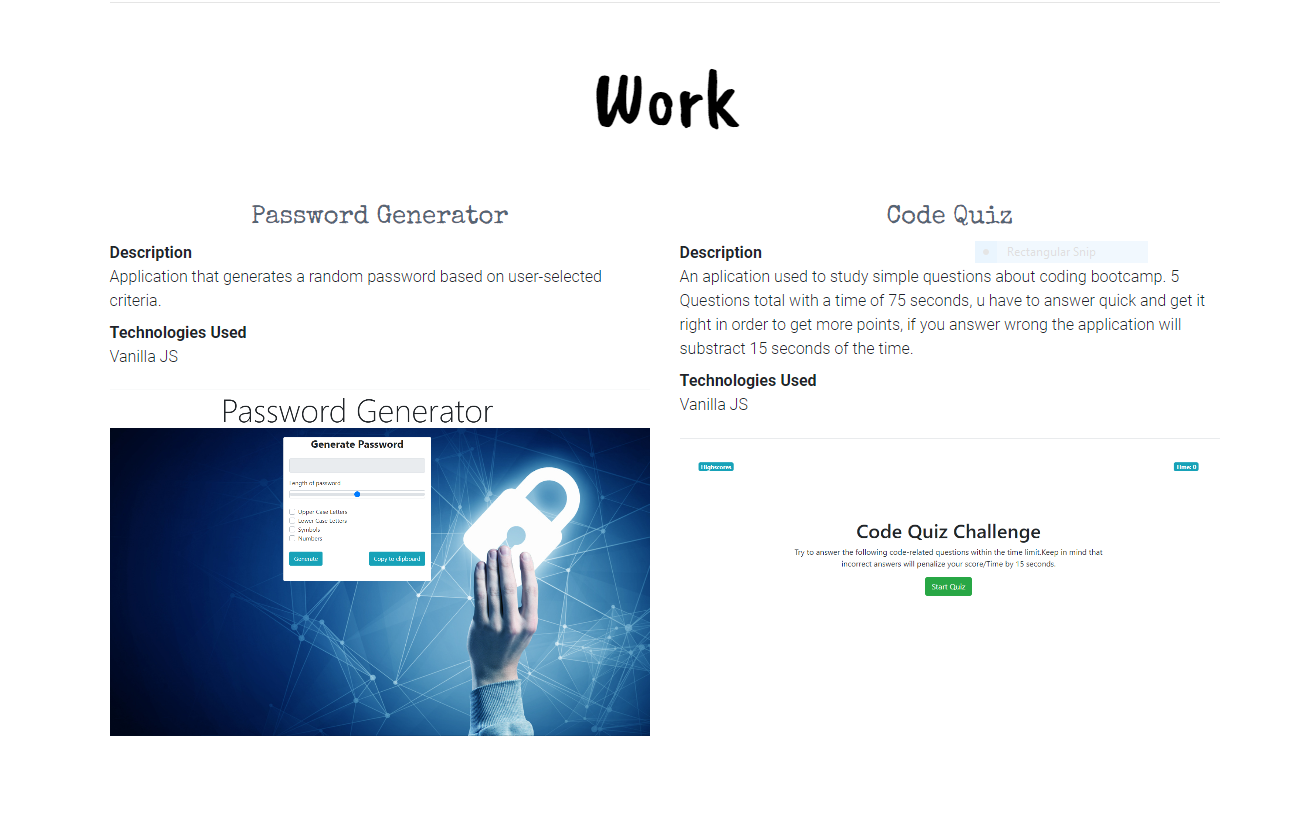 Work
Password Generator
Description
Application that generates a random password based on user-selected
criteria.
Technologies Used
Vanilla JS
Password Generator
Generate Password
Length of password
Upper Case Letters
Lower Case Letters
Symbols
Numbers
Generate
Copy to clipboard
Code Quiz
Description
Rectangular Snip
An aplication used to study simple questions about coding bootcamp. 5
Questions total with a time of 75 seconds, u have to answer quick and get it
right in order to get more points, if you answer wrong the application will
substract 15 seconds of the time.
Technologies Used
Vanilla JS
Highscores
Time: 0
Code Quiz Challenge
Try to answer the following code-related questions within the time limit.Keep in mind that
incorrect answers will penalize your score/Time by 15 seconds.
Start Quiz